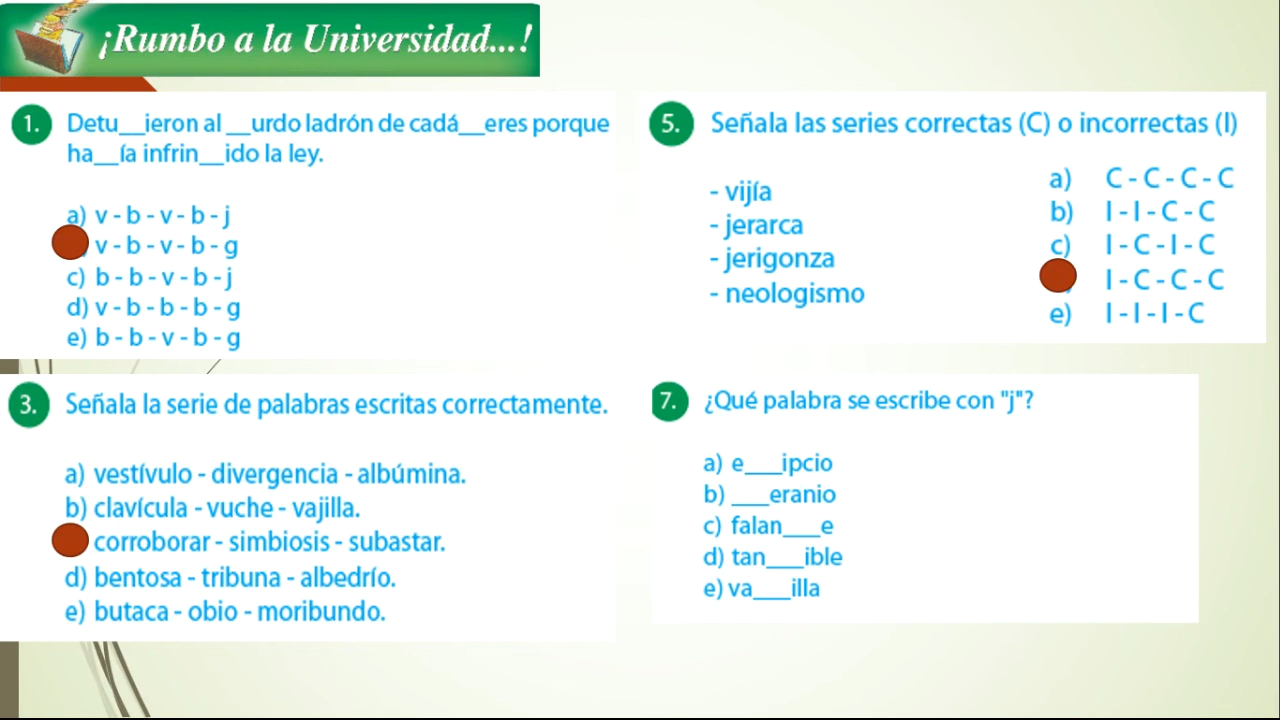 ¡Rumbo a la Universidad...!
1. Detu__ieron al __urdo ladrón de cadá__eres porque
ha__ía infrin__ido la ley.
a) v - b - v - b - j
v - b - v - b - g
c) b - b - v - b - j
d) v - b - b - b - g
e) b - b - v - b - g
3. Señala la serie de palabras escritas correctamente.
a) vestívulo - divergencia - albúmina.
b) clavícula - vuche - vajilla.
corroborar - simbiosis - subastar.
d) bentosa - tribuna - albedrío.
e) butaca - obio - moribundo.
5. Señala las series correctas (C) o incorrectas (I)
- vijía
- jerarca
- jerigonza
- neologismo
a) C - C - C - C
b) I - I - C - C
c) I - C - I - C
I - C - C - C
e) I - I - I - C
7. ¿Qué palabra se escribe con "j"?
a) e___ipcio
b) ___eranio
c) falan___e
d) tan___ible
e) va___illa